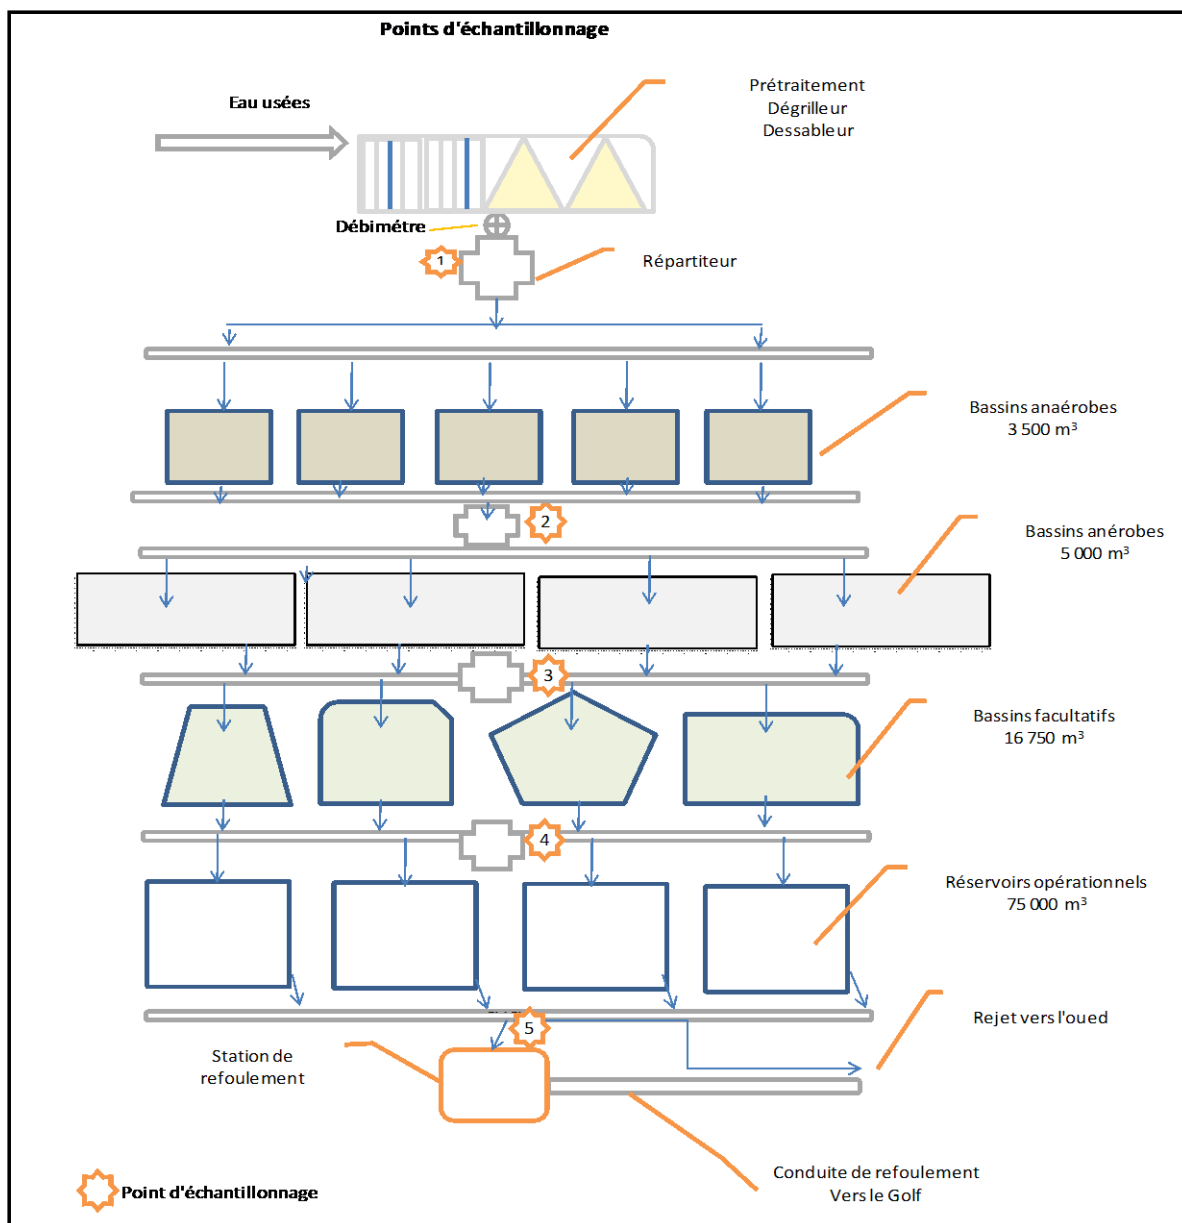 Points d'échantillonnage
Eau usées
Prétraitement
Dégrilleur
Dessableur
Débimétre
1
Répartiteur
Bassins anaérobes
3 500 m³
2
Bassins anérobes
5 000 m³
3
Bassins facultatifs
16 750 m³
4
Réservoirs opérationnels
75 000 m³
5
Rejet vers l'oued
Station de
refoulement
Conduite de refoulement
Vers le Golf
Point d'échantillonnage